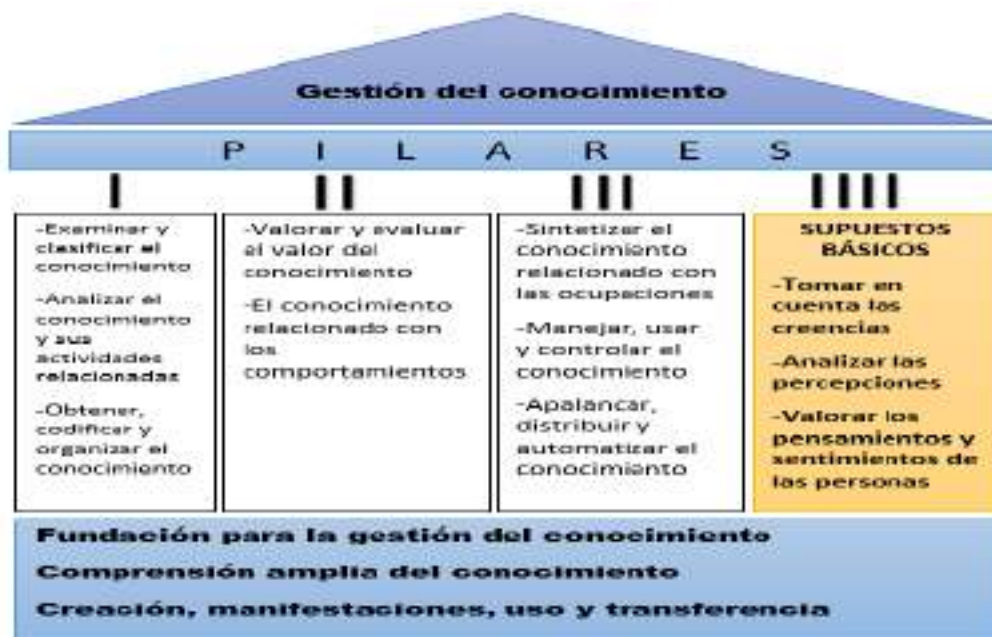 Gestión del conocimiento
P I L A R E S
I II III IIII
-Examinar y
clasificar el
conocimiento
-Analizar el
conocimiento
y sus
actividades
relacionadas
-Obtener,
codificar y
organizar el
conocimiento
-Valorar y evaluar
el valor del
conocimiento
-El conocimiento
relacionado con
los
comportamientos
-Sintetizar el
conocimiento
relacionado con
las ocupaciones
-Manejar, usar
y controlar el
conocimiento
-Apalancar,
distribuir y
automatizar el
conocimiento
SUPUESTOS
BÁSICOS
-Tomar en
cuenta las
creencias
-Analizar las
percepciones
-Valorar los
pensamientos y
sentimientos de
las personas
Fundación para la gestión del conocimiento
Comprensión amplia del conocimiento
Creación, manifestaciones, uso y transferencia